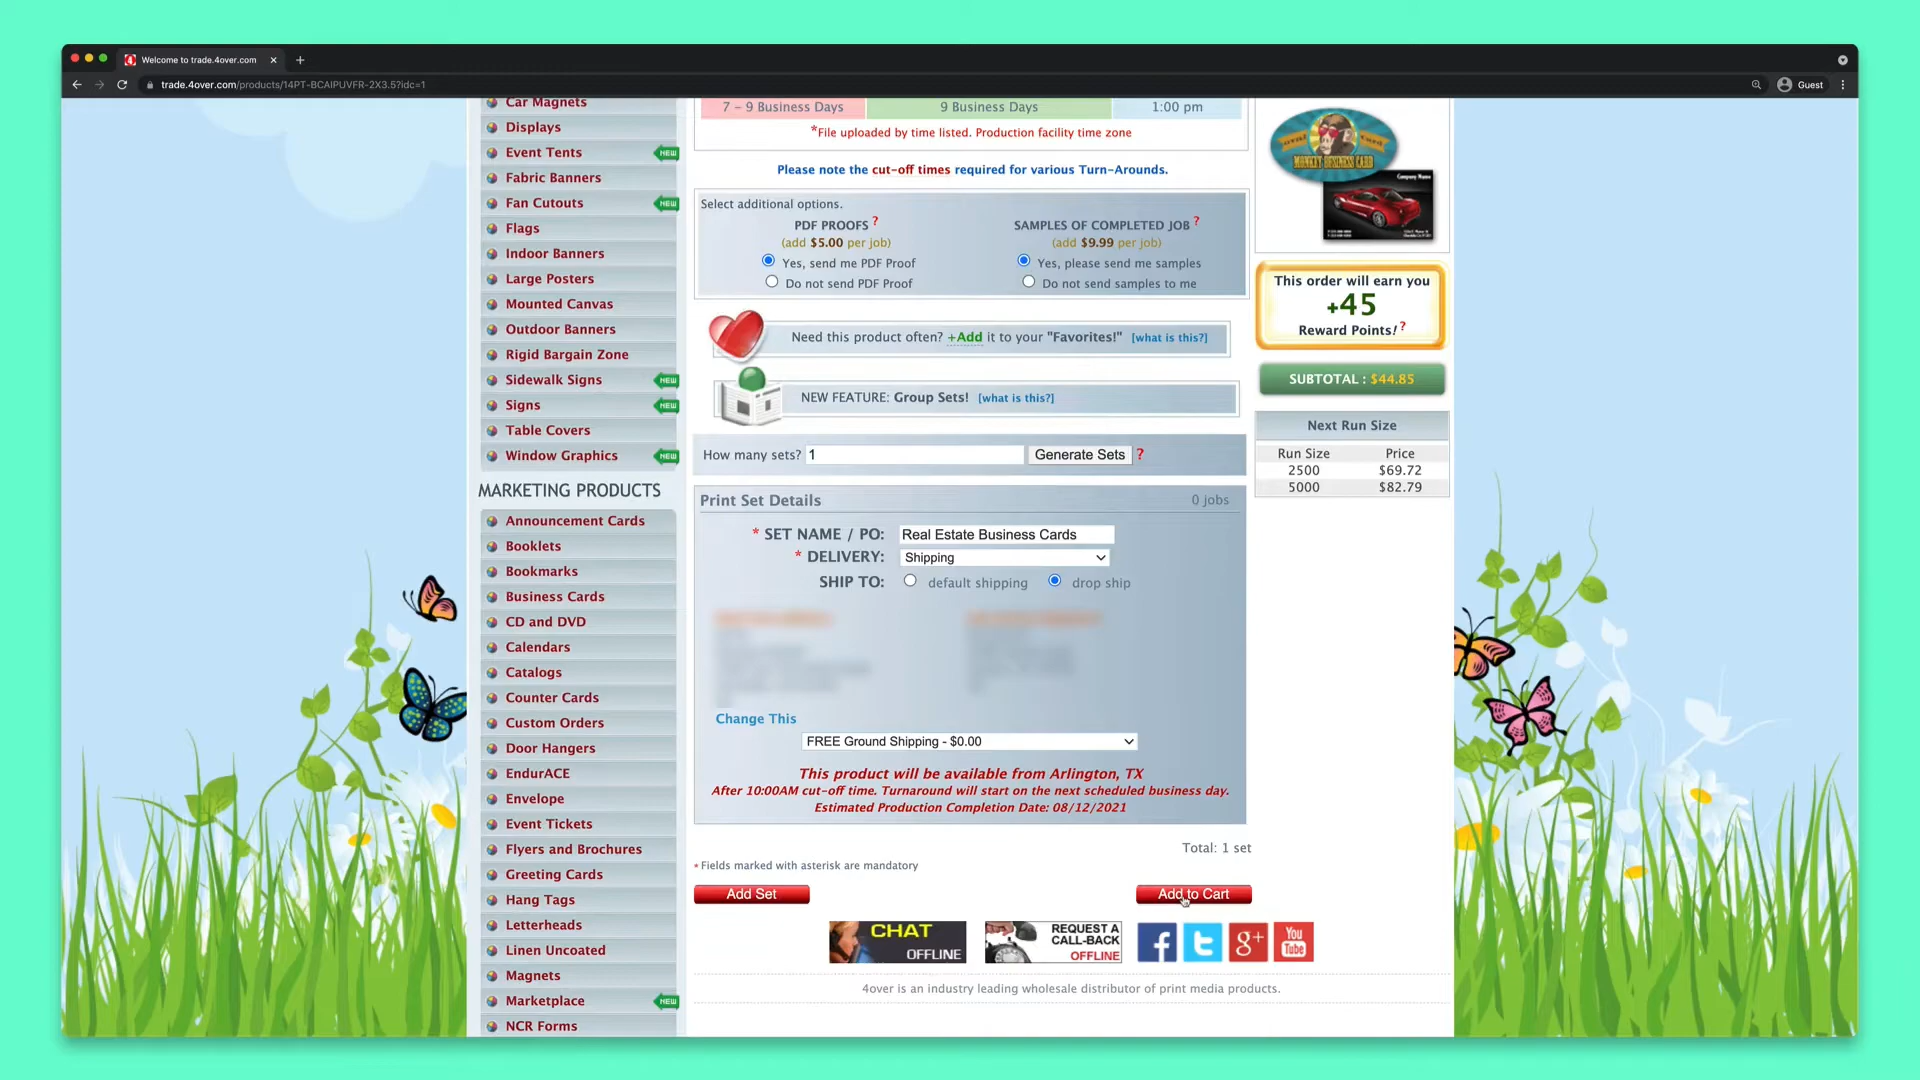 Welcome to trade.4over.com
trade.4over.com/products/14PT-BCAIPUVFR-2X3.5?idc=1
Guest
Car Magnets
Displays
Event Tents NEW
Fabric Banners
Fan Cutouts NEW
Flags
Indoor Banners
Large Posters
Mounted Canvas
Outdoor Banners
Rigid Bargain Zone
Sidewalk Signs NEW
Signs NEW
Table Covers
Window Graphics NEW
MARKETING PRODUCTS
Announcement Cards
Booklets
Bookmarks
Business Cards
CD and DVD
Calendars
Catalogs
Counter Cards
Custom Orders
Door Hangers
EndurACE
Envelope
Event Tickets
Flyers and Brochures
Greeting Cards
Hang Tags
Letterheads
Linen Uncoated
Magnets
Marketplace NEW
NCR Forms
7 - 9 Business Days 9 Business Days 1:00 pm
*File uploaded by time listed. Production facility time zone
Please note the cut-off times required for various Turn-Arounds.
Select additional options.
PDF PROOFS ?
(add $5.00 per job)
Yes, send me PDF Proof
Do not send PDF Proof
SAMPLES OF COMPLETED JOB ?
(add $9.99 per job)
Yes, please send me samples
Do not send samples to me
Need this product often? +Add it to your "Favorites!" [what is this?]
NEW FEATURE: Group Sets! [what is this?]
How many sets? 1 Generate Sets ?
Print Set Details 0 jobs
* SET NAME / PO: Real Estate Business Cards
* DELIVERY: Shipping
SHIP TO: default shipping drop ship
Change This
FREE Ground Shipping - $0.00
This product will be available from Arlington, TX
After 10:00AM cut-off time. Turnaround will start on the next scheduled business day.
Estimated Production Completion Date: 08/12/2021
Total: 1 set
* Fields marked with asterisk are mandatory
Add Set Add to Cart
CHAT
OFFLINE
REQUEST A
CALL-BACK
OFFLINE
f t g+ You Tube
4over is an industry leading wholesale distributor of print media products.
MONKEY BUSINESS CARD
Company Name
This order will earn you
+45
Reward Points! ?
SUBTOTAL : $44.85
Next Run Size
Run Size Price
2500 $69.72
5000 $82.79